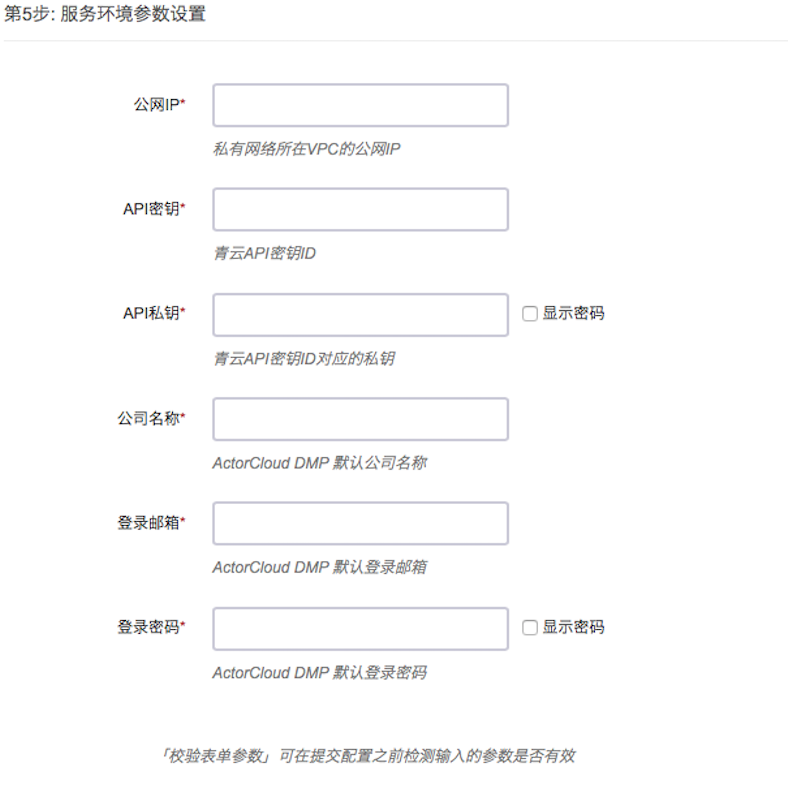 第5步: 服务环境参数设置
公网IP*
私有网络所在VPC的公网IP
API密钥*
青云API密钥ID
API私钥*
显示密码
青云API密钥ID对应的私钥
公司名称*
ActorCloud DMP 默认公司名称
登录邮箱*
ActorCloud DMP 默认登录邮箱
登录密码*
显示密码
ActorCloud DMP 默认登录密码
「校验表单参数」可在提交配置之前检测输入的参数是否有效